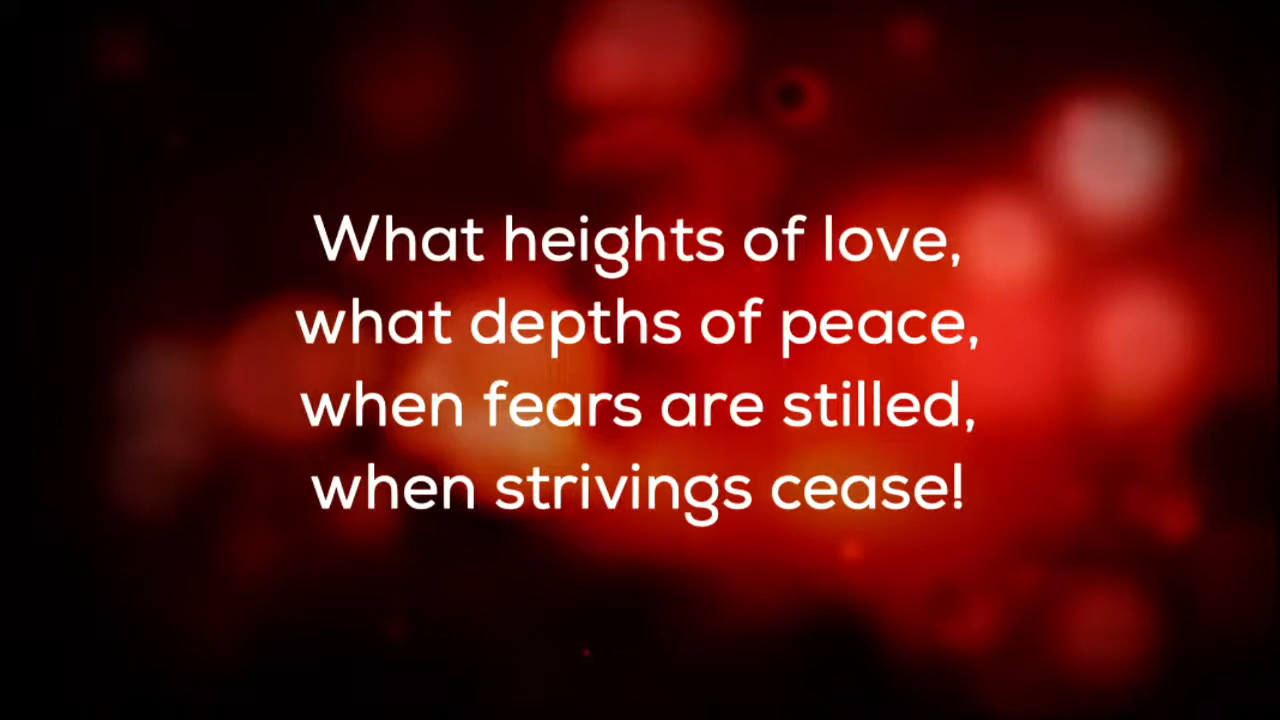 What heights of love,
what depths of peace,
when fears are stilled,
when strivings cease!